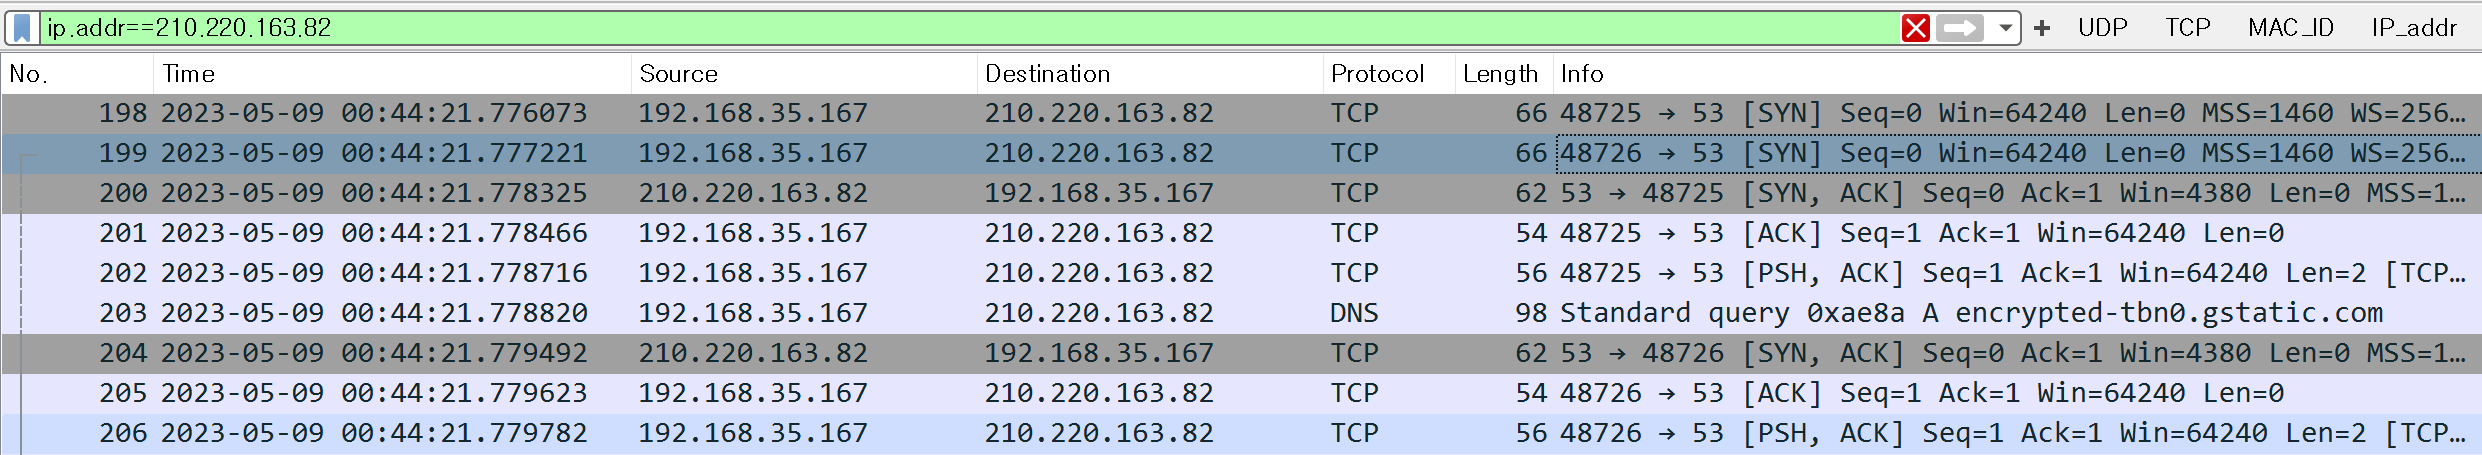 ip.addr==210.220.163.82 + UDP TCP MAC_ID IP_addr
No. Time Source Destination Protocol Length Info
198 2023-05-09 00:44:21.776073 192.168.35.167 210.220.163.82 TCP 66 48725 → 53 [SYN] Seq=0 Win=64240 Len=0 MSS=1460 WS=256…
199 2023-05-09 00:44:21.777221 192.168.35.167 210.220.163.82 TCP 66 48726 → 53 [SYN] Seq=0 Win=64240 Len=0 MSS=1460 WS=256…
200 2023-05-09 00:44:21.778325 210.220.163.82 192.168.35.167 TCP 62 53 → 48725 [SYN, ACK] Seq=0 Ack=1 Win=4380 Len=0 MSS=1…
201 2023-05-09 00:44:21.778466 192.168.35.167 210.220.163.82 TCP 54 48725 → 53 [ACK] Seq=1 Ack=1 Win=64240 Len=0
202 2023-05-09 00:44:21.778716 192.168.35.167 210.220.163.82 TCP 56 48725 → 53 [PSH, ACK] Seq=1 Ack=1 Win=64240 Len=2 [TCP…
203 2023-05-09 00:44:21.778820 192.168.35.167 210.220.163.82 DNS 98 Standard query 0xae8a A encrypted-tbn0.gstatic.com
204 2023-05-09 00:44:21.779492 210.220.163.82 192.168.35.167 TCP 62 53 → 48726 [SYN, ACK] Seq=0 Ack=1 Win=4380 Len=0 MSS=1…
205 2023-05-09 00:44:21.779623 192.168.35.167 210.220.163.82 TCP 54 48726 → 53 [ACK] Seq=1 Ack=1 Win=64240 Len=0
206 2023-05-09 00:44:21.779782 192.168.35.167 210.220.163.82 TCP 56 48726 → 53 [PSH, ACK] Seq=1 Ack=1 Win=64240 Len=2 [TCP…